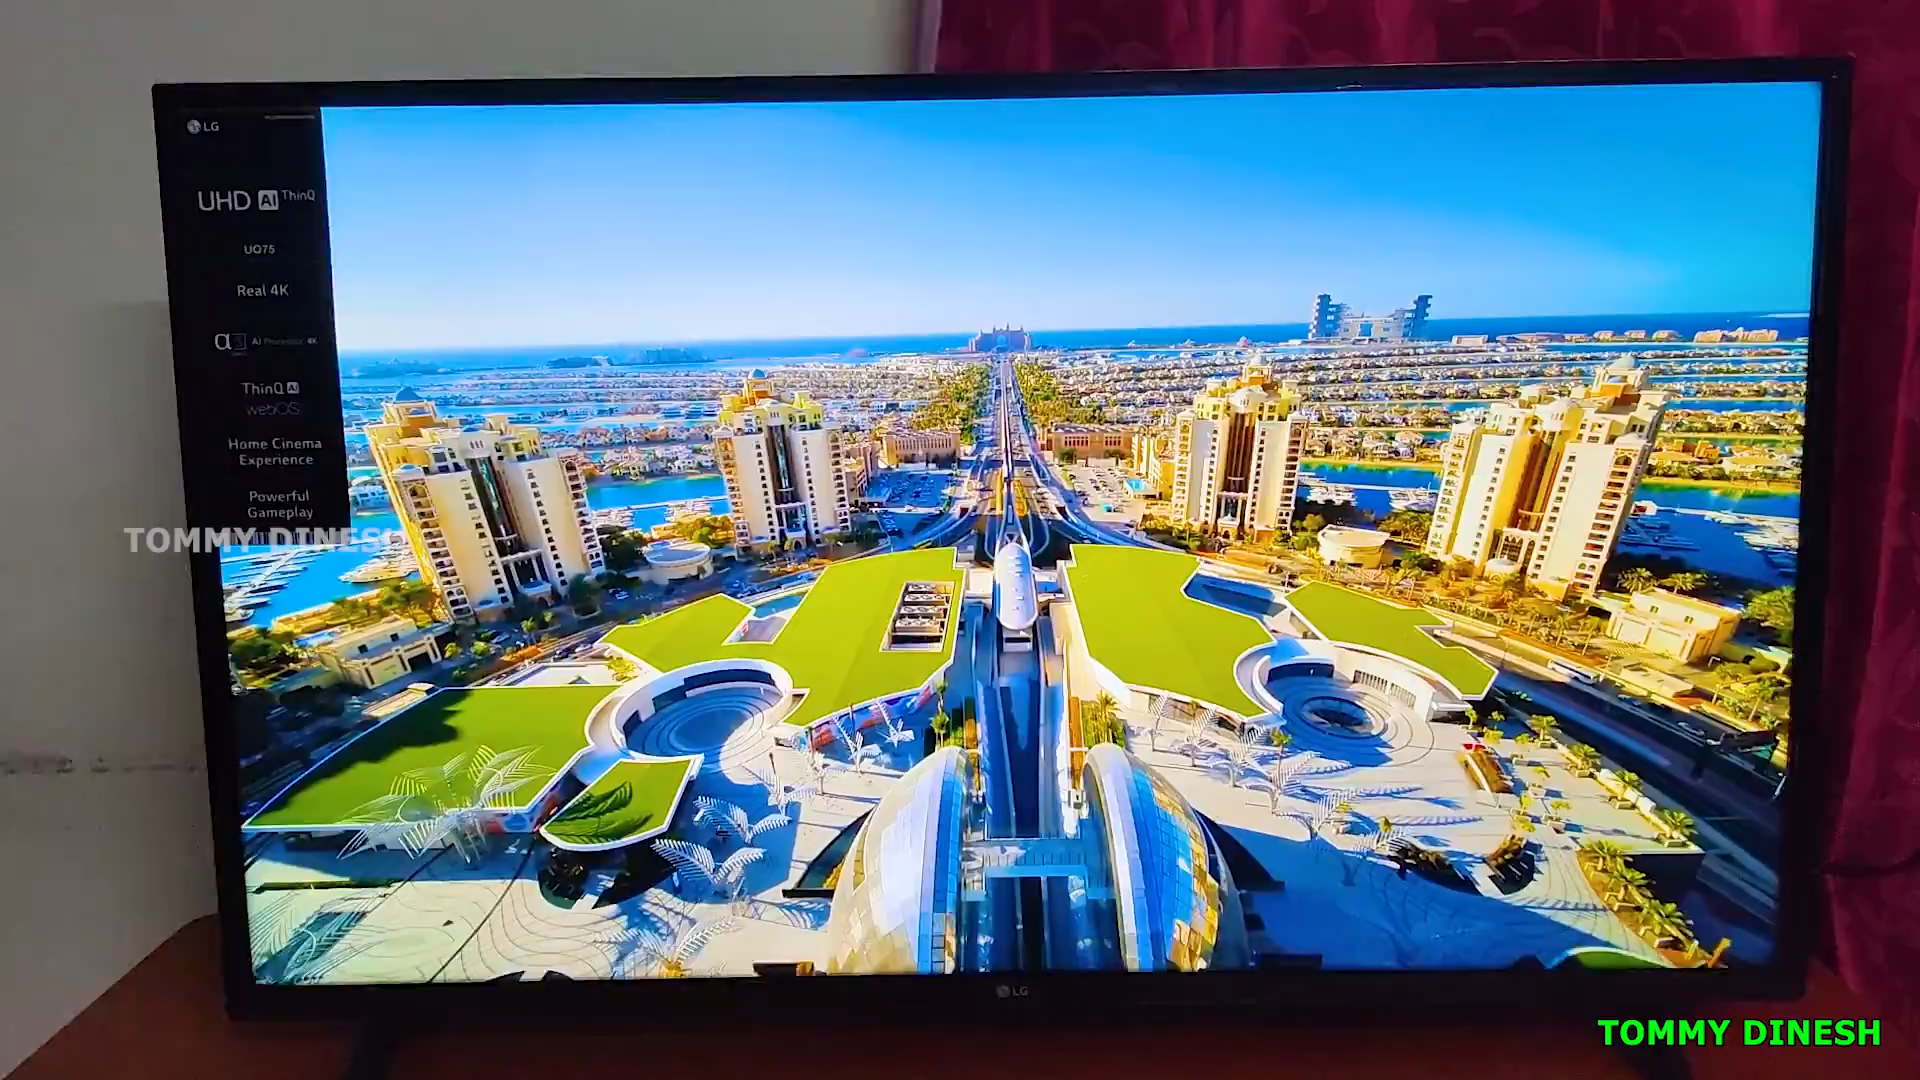 LG
UHD AI ThinQ
UQ75
Real 4K
α5 AI Processor 4K
ThinQ AI
webOS
Home Cinema
Experience
Powerful
Gameplay
TOMMY DINESH
LG
TOMMY DINESH